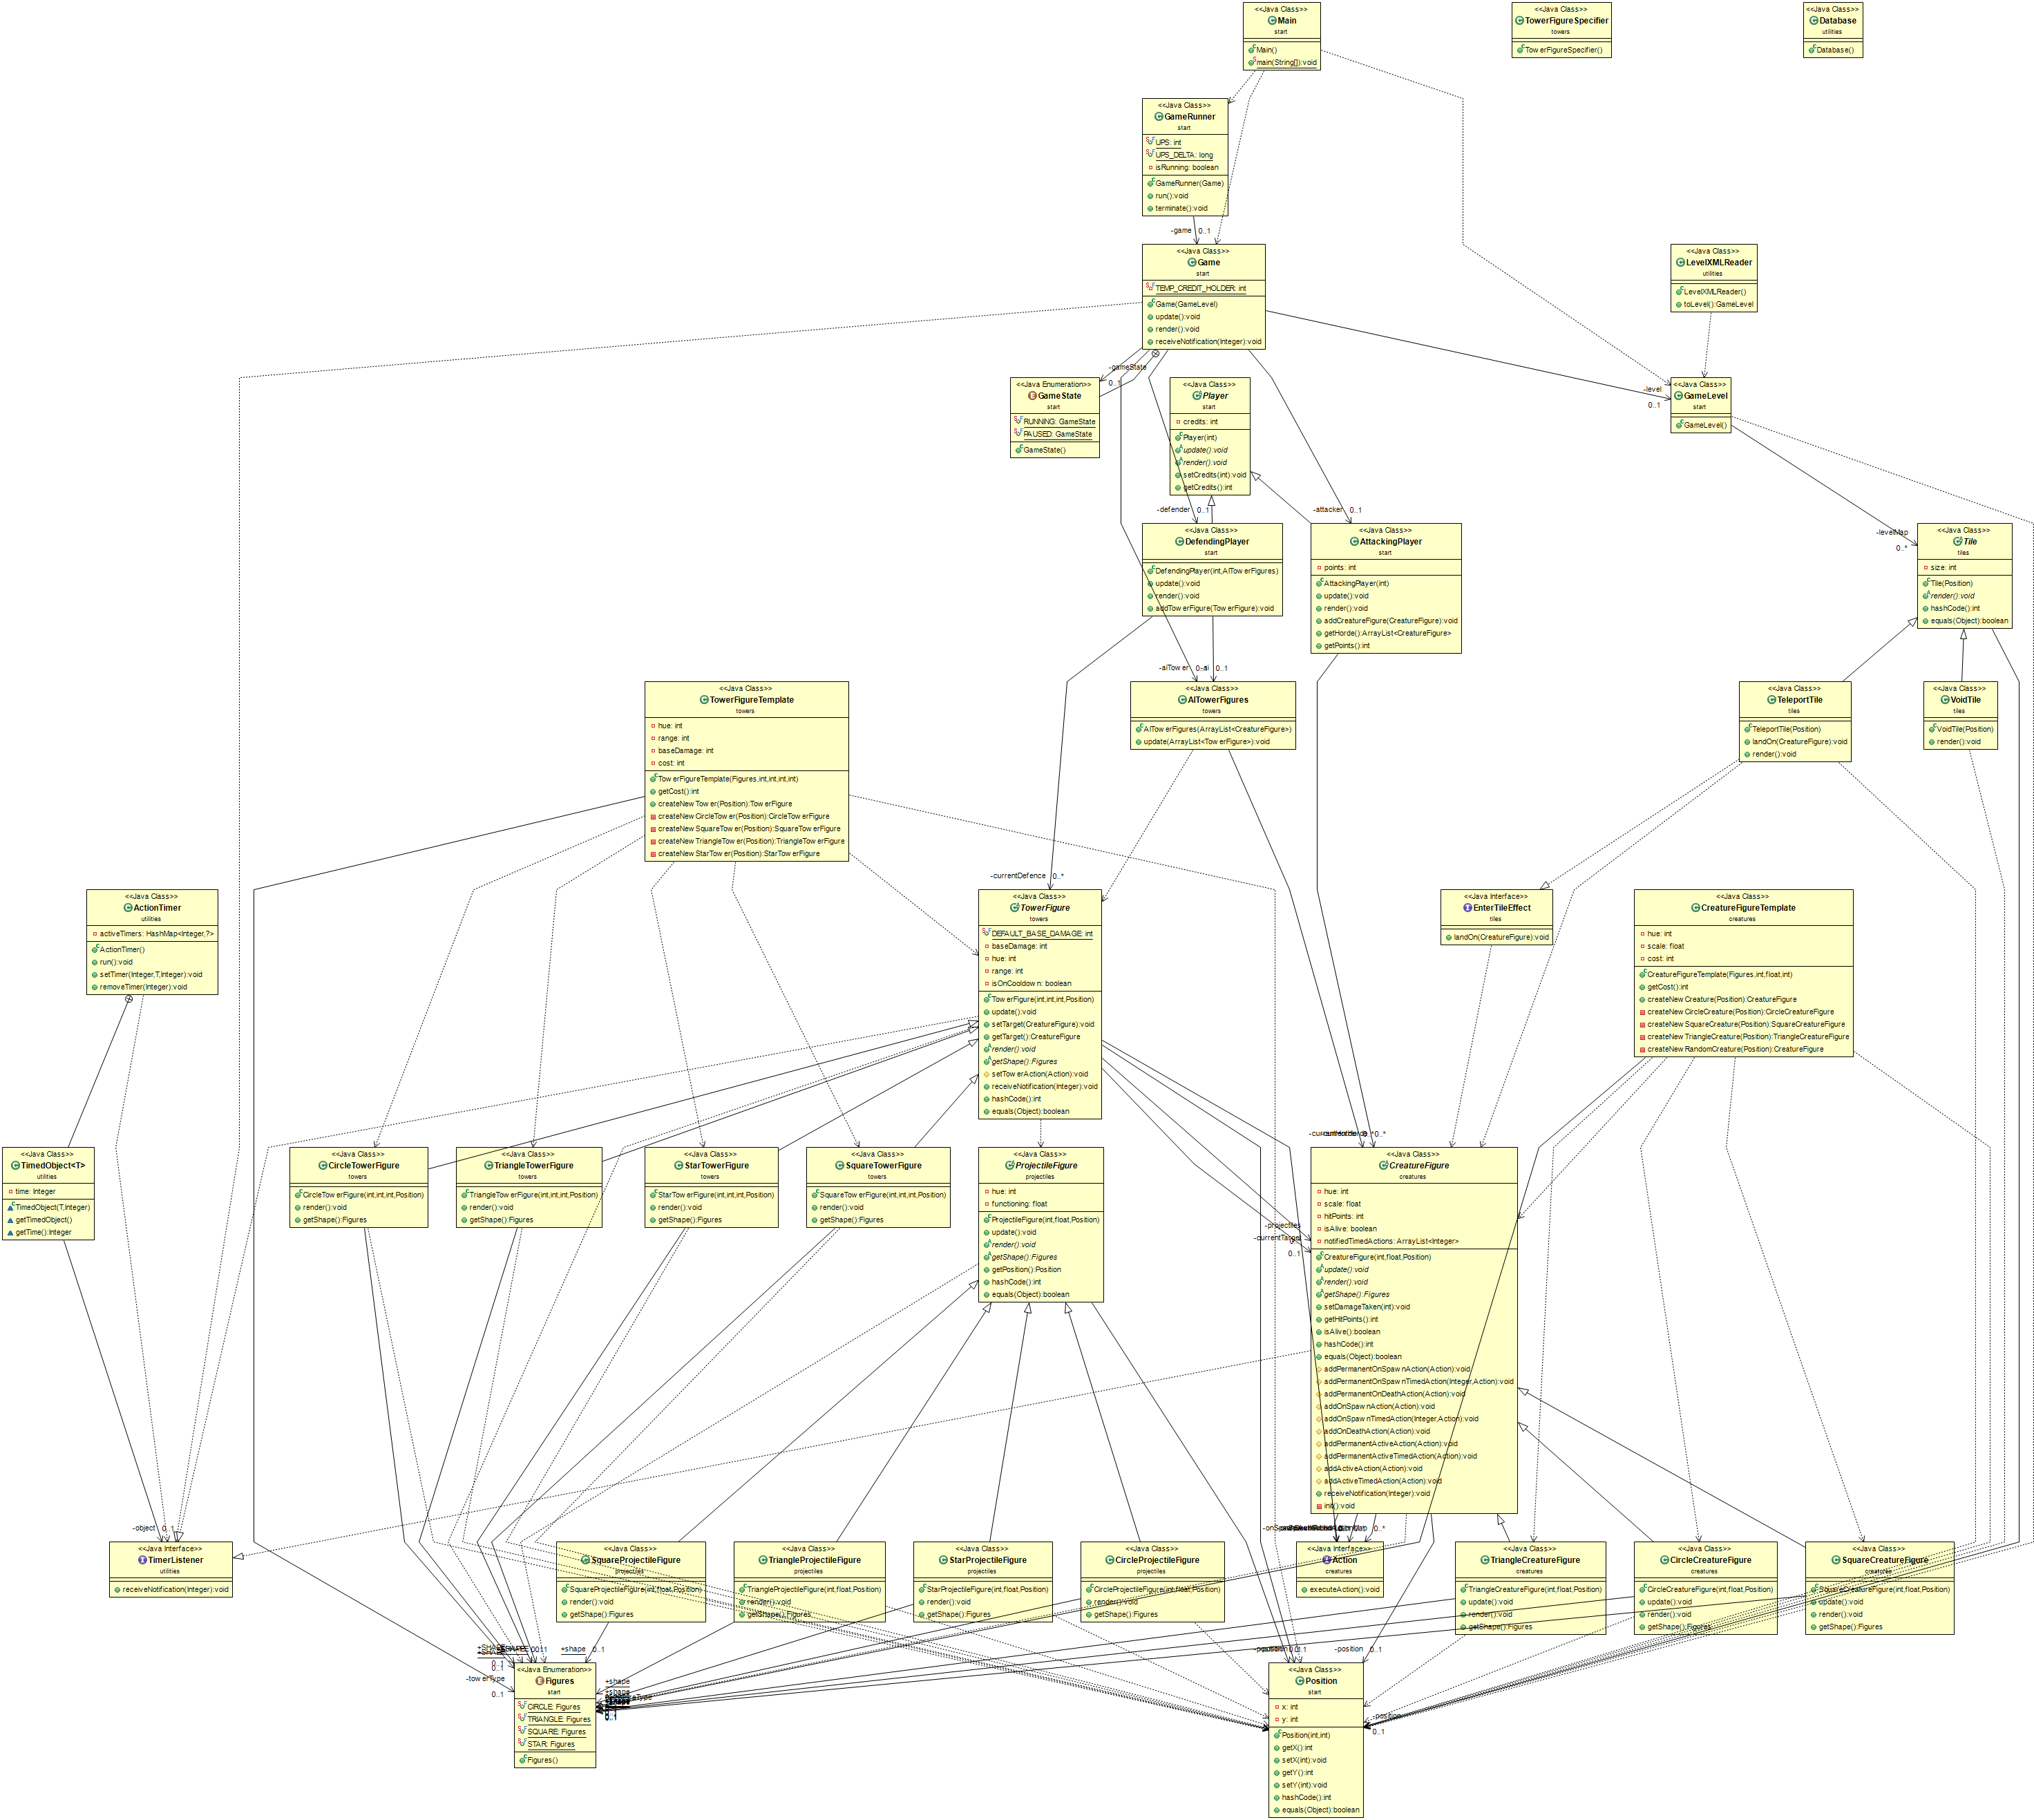 <<Java Class>>
Main
start
Main()
main(String[]):void
<<Java Class>>
TowerFigureSpecifier
towers
TowerFigureSpecifier()
<<Java Class>>
Database
utilities
Database()
<<Java Class>>
GameRunner
start
UPS: int
UPS_DELTA: long
isRunning: boolean
GameRunner(Game)
run():void
terminate():void
-game 0..1
<<Java Class>>
Game
start
TEMP_CREDIT_HOLDER: int
Game(GameLevel)
update():void
render():void
receiveNotification(Integer):void
<<Java Class>>
LevelXMLReader
utilities
LevelXMLReader()
toLevel():GameLevel
-gameState
0..1
<<Java Enumeration>>
GameState
start
RUNNING: GameState
PAUSED: GameState
GameState()
<<Java Class>>
Player
start
credits: int
Player(int)
update():void
render():void
setCredits(int):void
getCredits():int
-level
0..1
<<Java Class>>
GameLevel
start
GameLevel()
-defender 0..1
<<Java Class>>
DefendingPlayer
start
DefendingPlayer(int,AITowerFigures)
update():void
render():void
addTowerFigure(TowerFigure):void
-attacker 0..1
<<Java Class>>
AttackingPlayer
start
points: int
AttackingPlayer(int)
update():void
render():void
addCreatureFigure(CreatureFigure):void
getHorde():ArrayList<CreatureFigure>
getPoints():int
-levelMap
0..*
<<Java Class>>
Tile
tiles
size: int
Tile(Position)
render():void
hashCode():int
equals(Object):boolean
<<Java Class>>
TowerFigureTemplate
towers
hue: int
range: int
baseDamage: int
cost: int
TowerFigureTemplate(Figures,int,int,int,int)
getCost():int
createNewTower(Position):TowerFigure
createNewCircleTower(Position):CircleTowerFigure
createNewSquareTower(Position):SquareTowerFigure
createNewTriangleTower(Position):TriangleTowerFigure
createNewStarTower(Position):StarTowerFigure
-aiTower
-ai 0..1
<<Java Class>>
AITowerFigures
towers
AITowerFigures(ArrayList<CreatureFigure>)
update(ArrayList<TowerFigure>):void
<<Java Class>>
TeleportTile
tiles
TeleportTile(Position)
landOn(CreatureFigure):void
render():void
<<Java Class>>
VoidTile
tiles
VoidTile(Position)
render():void
<<Java Class>>
ActionTimer
utilities
activeTimers: HashMap<Integer,?>
ActionTimer()
run():void
setTimer(Integer,T,Integer):void
removeTimer(Integer):void
-currentDefence 0..*
<<Java Class>>
TowerFigure
towers
DEFAULT_BASE_DAMAGE: int
baseDamage: int
hue: int
range: int
isOnCooldown: boolean
TowerFigure(int,int,int,Position)
update():void
setTarget(CreatureFigure):void
getTarget():CreatureFigure
render():void
getShape():Figures
setTowerAction(Action):void
receiveNotification(Integer):void
hashCode():int
equals(Object):boolean
<<Java Interface>>
EnterTileEffect
tiles
landOn(CreatureFigure):void
<<Java Class>>
CreatureFigureTemplate
creatures
hue: int
scale: float
cost: int
CreatureFigureTemplate(Figures,int,float,int)
getCost():int
createNewCreature(Position):CreatureFigure
createNewCircleCreature(Position):CircleCreatureFigure
createNewSquareCreature(Position):SquareCreatureFigure
createNewTriangleCreature(Position):TriangleCreatureFigure
createNewRandomCreature(Position):CreatureFigure
<<Java Class>>
TimedObject<T>
utilities
time: Integer
TimedObject(T,Integer)
getTimedObject()
getTime():Integer
<<Java Class>>
CircleTowerFigure
towers
CircleTowerFigure(int,int,int,Position)
render():void
getShape():Figures
<<Java Class>>
TriangleTowerFigure
towers
TriangleTowerFigure(int,int,int,Position)
render():void
getShape():Figures
<<Java Class>>
StarTowerFigure
towers
StarTowerFigure(int,int,int,Position)
render():void
getShape():Figures
<<Java Class>>
SquareTowerFigure
towers
SquareTowerFigure(int,int,int,Position)
render():void
getShape():Figures
<<Java Class>>
ProjectileFigure
projectiles
hue: int
functioning: float
ProjectileFigure(int,float,Position)
update():void
render():void
getShape():Figures
getPosition():Position
hashCode():int
equals(Object):boolean
-projectiles
-currentTarget
0..1
0..*
<<Java Class>>
CreatureFigure
creatures
hue: int
scale: float
hitPoints: int
isAlive: boolean
notifiedTimedActions: ArrayList<Integer>
CreatureFigure(int,float,Position)
update():void
render():void
getShape():Figures
setDamageTaken(int):void
getHitPoints():int
isAlive():boolean
hashCode():int
equals(Object):boolean
addPermanentOnSpawnAction(Action):void
addPermanentOnSpawnTimedAction(Integer,Action):void
addPermanentOnDeathAction(Action):void
addOnSpawnAction(Action):void
addOnSpawnTimedAction(Integer,Action):void
addOnDeathAction(Action):void
addPermanentActiveAction(Action):void
addPermanentActiveTimedAction(Action):void
addActiveAction(Action):void
addActiveTimedAction(Action):void
receiveNotification(Integer):void
init():void
-object 0..1
<<Java Interface>>
TimerListener
utilities
receiveNotification(Integer):void
<<Java Class>>
SquareProjectileFigure
projectiles
SquareProjectileFigure(int,float,Position)
render():void
getShape():Figures
<<Java Class>>
TriangleProjectileFigure
projectiles
TriangleProjectileFigure(int,float,Position)
render():void
getShape():Figures
<<Java Class>>
StarProjectileFigure
projectiles
StarProjectileFigure(int,float,Position)
render():void
getShape():Figures
<<Java Class>>
CircleProjectileFigure
projectiles
CircleProjectileFigure(int,float,Position)
render():void
getShape():Figures
0..*
<<Java Interface>>
Action
creatures
executeAction():void
<<Java Class>>
TriangleCreatureFigure
creatures
TriangleCreatureFigure(int,float,Position)
update():void
render():void
getShape():Figures
<<Java Class>>
CircleCreatureFigure
creatures
CircleCreatureFigure(int,float,Position)
update():void
render():void
getShape():Figures
<<Java Class>>
SquareCreatureFigure
creatures
SquareCreatureFigure(int,float,Position)
update():void
render():void
getShape():Figures
+shape 0..1
-towerType
0..1
<<Java Enumeration>>
Figures
start
CIRCLE: Figures
TRIANGLE: Figures
SQUARE: Figures
STAR: Figures
Figures()
+shape
+shape
0..1
-position
-position 0..1
-position
0..1
<<Java Class>>
Position
start
x: int
y: int
Position(int,int)
getX():int
setX(int):void
getY():int
setY(int):void
hashCode():int
equals(Object):boolean